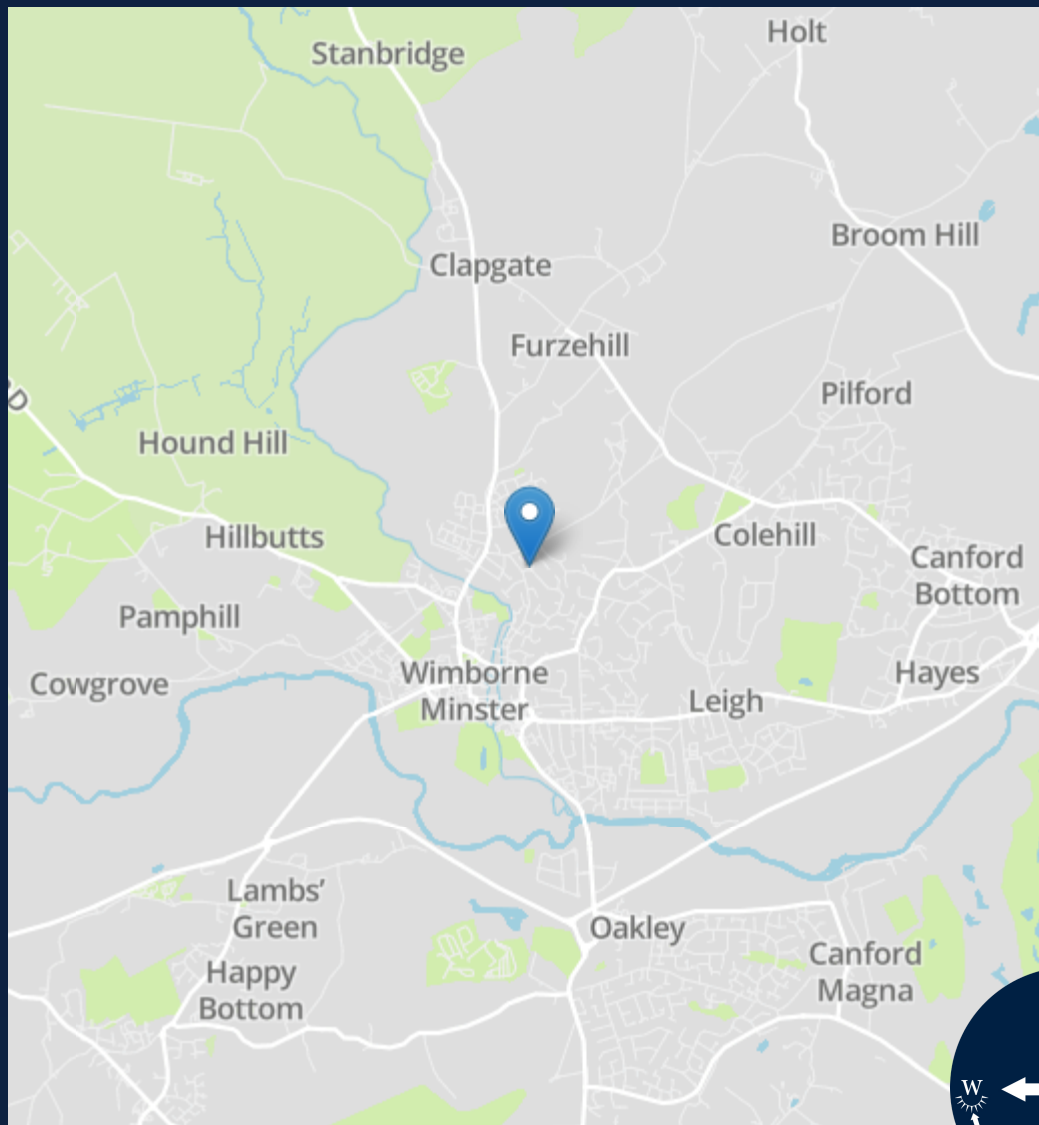 Holt
Stanbridge
Broom Hill
Clapgate
Furzehill
Pilford
D
Hound Hill
Hillbutts
Colehill
Canford
Bottom
Pamphill
Wimborne
Minster
Cowgrove
Hayes
Leigh
Lambs’
Green
Oakley
Canford
Magna
Happy
Bottom
W